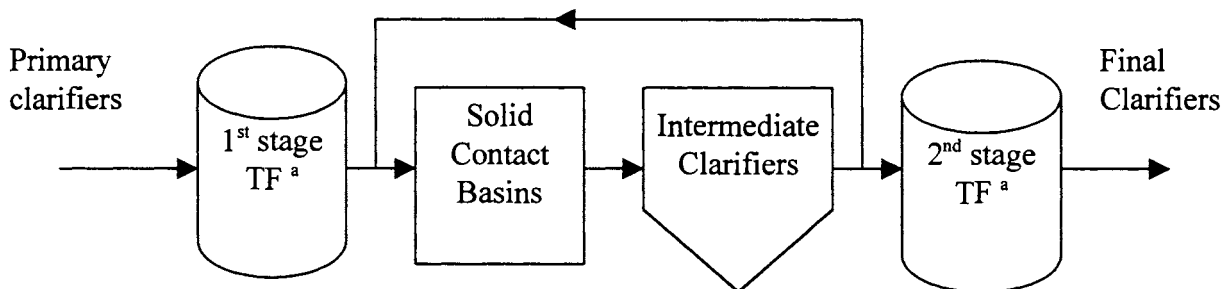 Primary
clarifiers
1st stage
TF a
Solid
Contact
Basins
Intermediate
Clarifiers
2nd stage
TF a
Final
Clarifiers